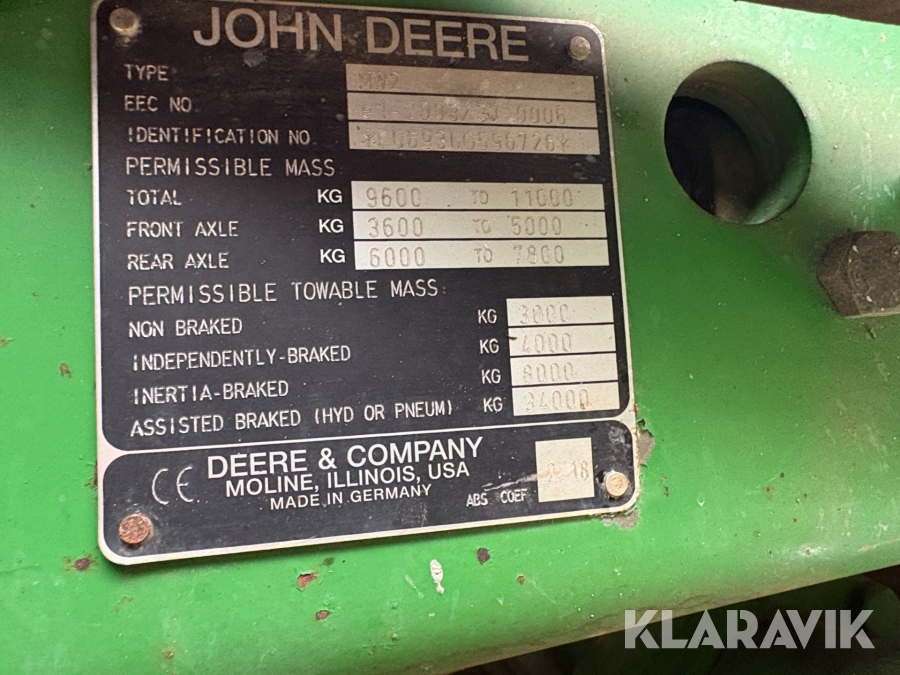 JOHN DEERE
TYPE MN2
EEC NO.
IDENTIFICATION NO.
PERMISSIBLE MASS
TOTAL KG 9600 TO 11000
FRONT AXLE KG 3600 TO 5000
REAR AXLE KG 6000 TO 7800
PERMISSIBLE TOWABLE MASS:
NON BRAKED KG 3000
INDEPENDENTLY-BRAKED KG 4000
INERTIA-BRAKED KG 8000
ASSISTED BRAKED (HYD OR PNEUM) KG 34000
CE DEERE & COMPANY
MOLINE, ILLINOIS, USA
MADE IN GERMANY
ABS COEF
KLARAVIK